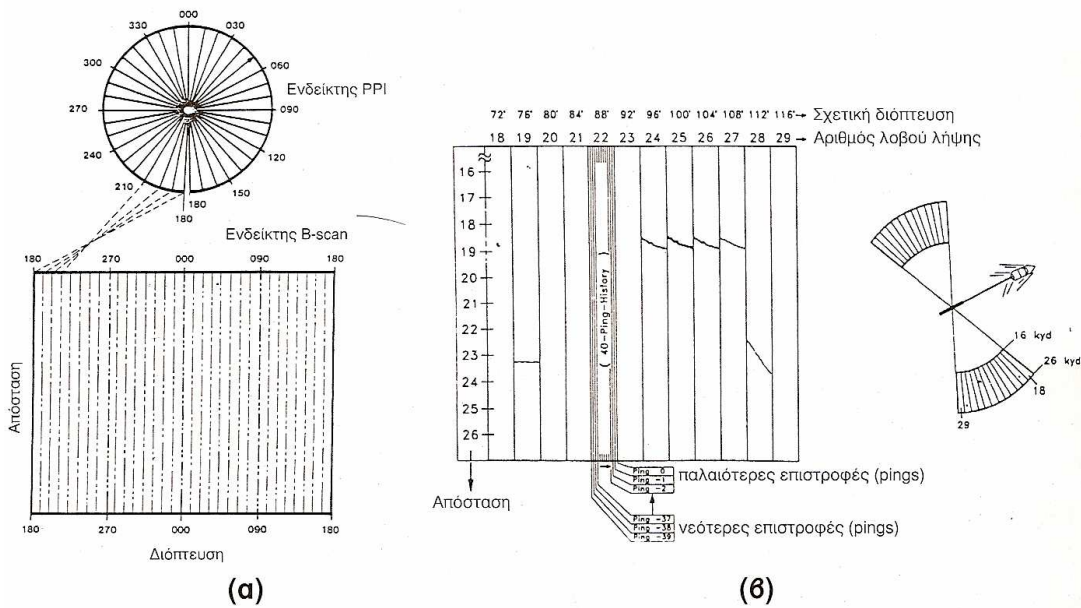 000
330 030
300 060
Ενδείκτης PPI
270 090
240 120
210 150
180 180
Ενδείκτης B-scan
180 270 000 090 180
Απόσταση
180 270 000 090 180
Διόπτευση
(α)
72' 76' 80' 84' 88' 92' 96' 100' 104' 108' 112' 116' Σχετική διόπτευση
18 19 20 21 22 23 24 25 26 27 28 29 Αριθμός λοβού λήψης
16
17
18
19
20
21
22
23
24
25
26
( 40-Ping-History )
Απόσταση
Ping 0
Ping -1
Ping -2
παλαιότερες επιστροφές (pings)
Ping -37
Ping -38
Ping -39
νεότερες επιστροφές (pings)
16 kyd
26 kyd
18
29
(β)